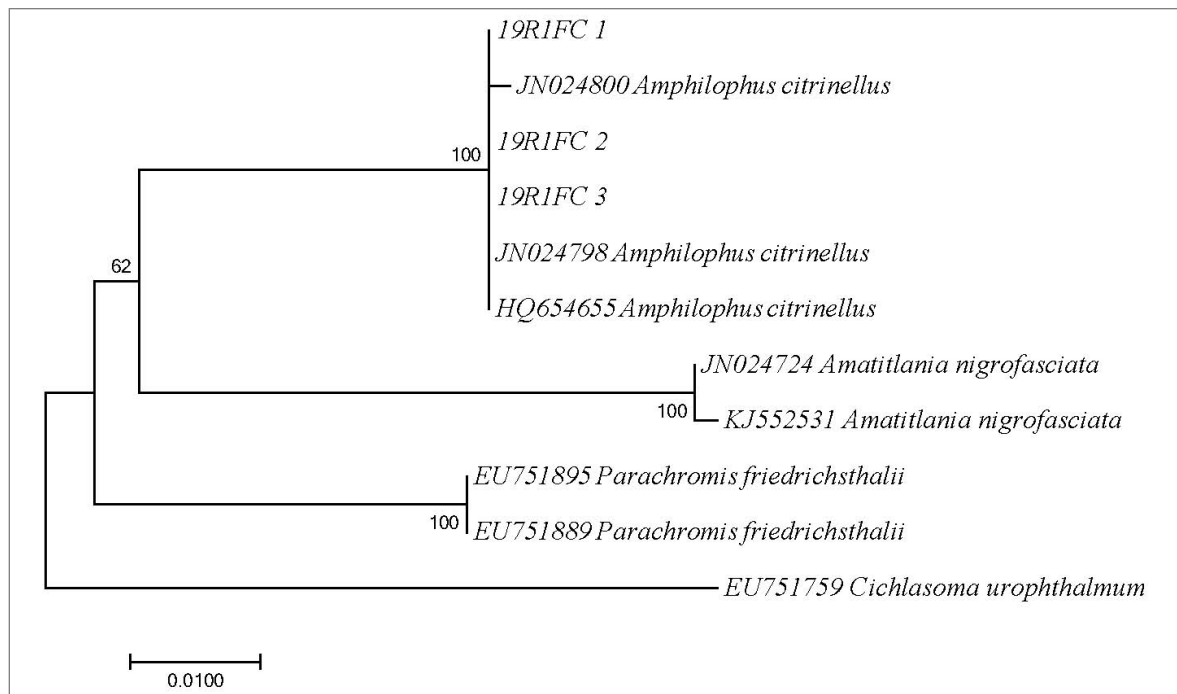 19R1FC 1
JN024800 Amphilophus citrinellus
19R1FC 2
100
19R1FC 3
JN024798 Amphilophus citrinellus
62
HQ654655 Amphilophus citrinellus
JN024724 Amatitlania nigrofasciata
100
KJ552531 Amatitlania nigrofasciata
EU751895 Parachromis friedrichsthalii
100
EU751889 Parachromis friedrichsthalii
EU751759 Cichlasoma urophthalmum
0.0100